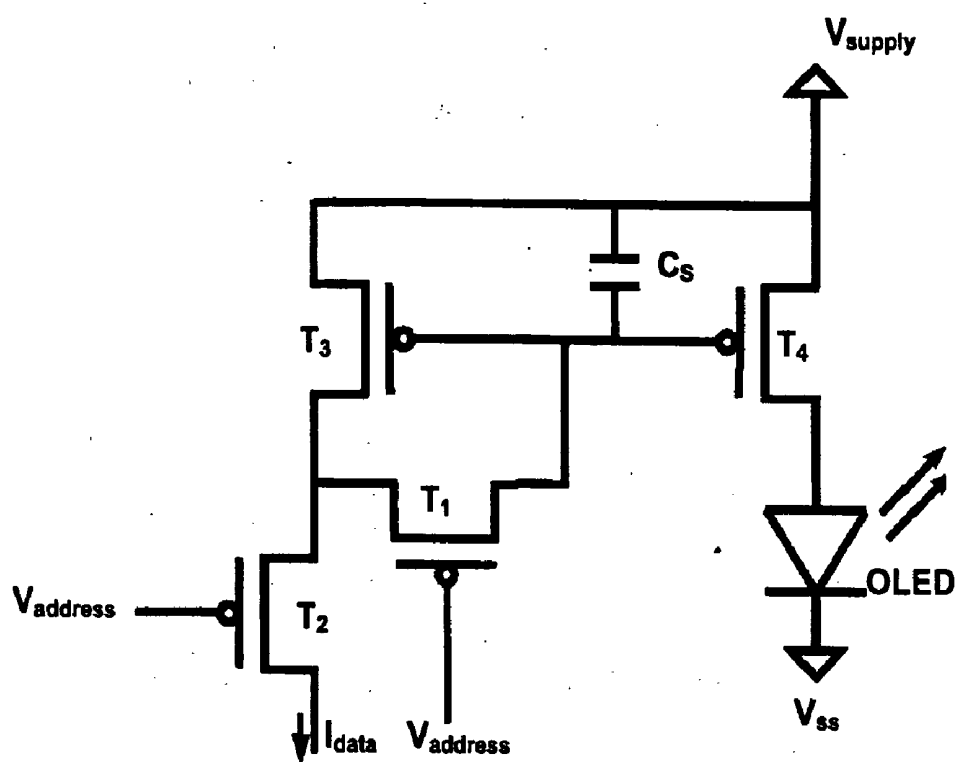 Vsupply
CS
T3
T4
T1
Vaddress
T2
OLED
Idata
Vaddress
Vss